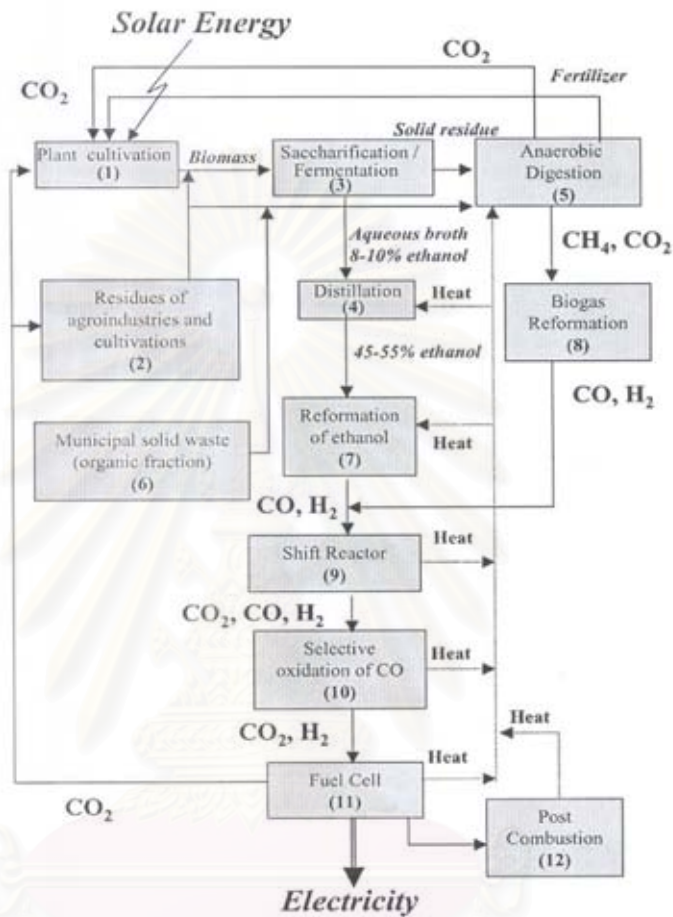 Solar Energy
CO₂
CO₂
Fertilizer
Plant cultivation
(1)
Biomass
Saccharification /
Fermentation
(3)
Solid residue
Anaerobic
Digestion
(5)
Aqueous broth
8-10% ethanol
CH₄, CO₂
Residues of
agroindustries and
cultivations
(2)
Distillation
(4)
Heat
Biogas
Reformation
(8)
45-55% ethanol
CO, H₂
Municipal solid waste
(organic fraction)
(6)
Reformation
of ethanol
(7)
Heat
CO, H₂
Shift Reactor
(9)
Heat
CO₂, CO, H₂
Selective
oxidation of CO
(10)
Heat
CO₂, H₂
Heat
Fuel Cell
(11)
Heat
CO₂
Post
Combustion
(12)
Electricity